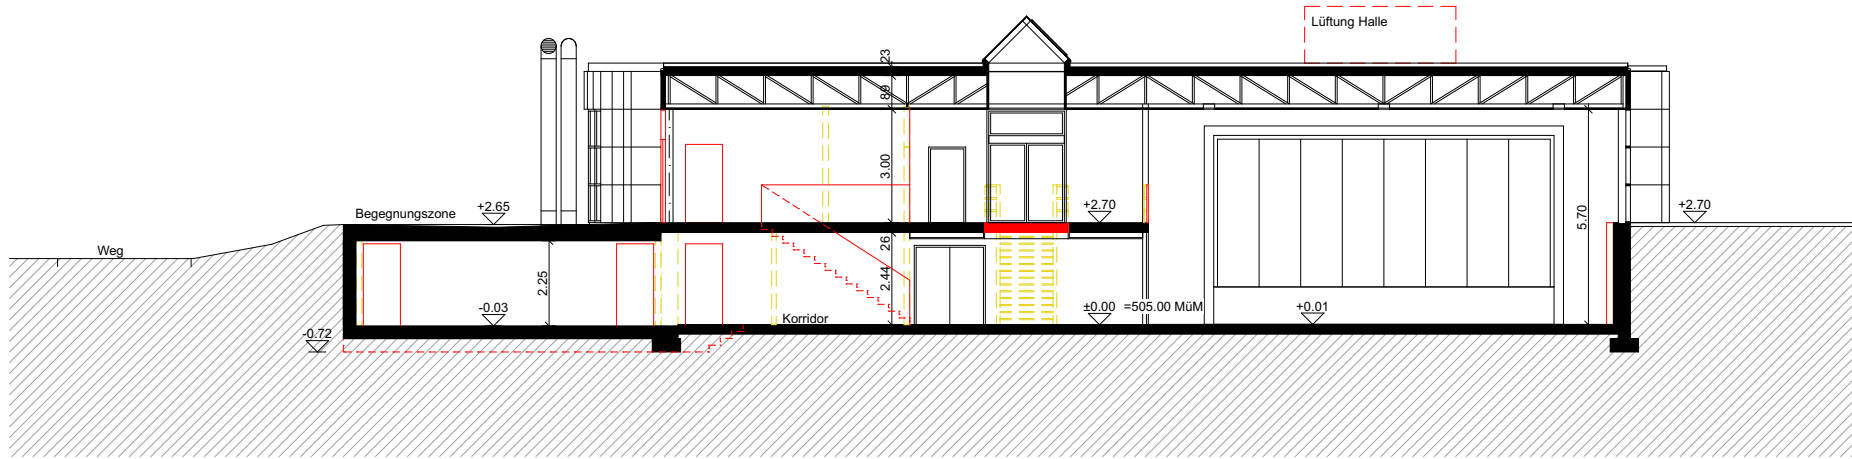 Lüftung Halle
23
89
3.00
Begegnungszone
+2.65
+2.70
+2.70
5.70
Weg
26
2.44
2.25
-0.03
±0.00 =505.00 MüM
+0.01
Korridor
-0.72